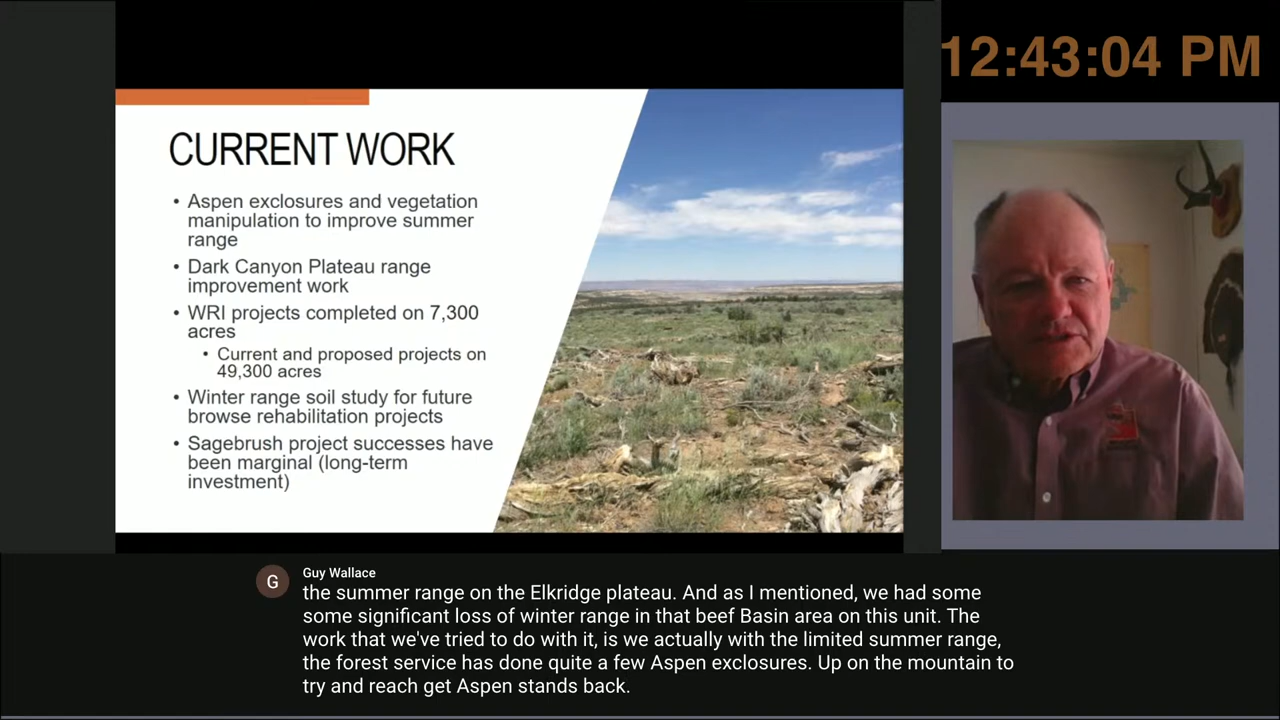 12:43:04 PM
CURRENT WORK
• Aspen exclosures and vegetation
manipulation to improve summer
range
• Dark Canyon Plateau range
improvement work
• WRI projects completed on 7,300
acres
• Current and proposed projects on
49,300 acres
• Winter range soil study for future
browse rehabilitation projects
• Sagebrush project successes have
been marginal (long-term
investment)
G
Guy Wallace
the summer range on the Elkridge plateau. And as I mentioned, we had some
some significant loss of winter range in that beef Basin area on this unit. The
work that we've tried to do with it, is we actually with the limited summer range,
the forest service has done quite a few Aspen exclosures. Up on the mountain to
try and reach get Aspen stands back.